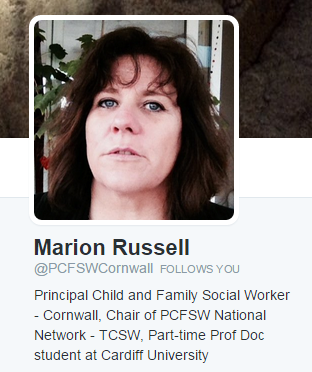 Marion Russell
@PCFSWCornwall FOLLOWS YOU
Principal Child and Family Social Worker
- Cornwall, Chair of PCFSW National
Network - TCSW, Part-time Prof Doc
student at Cardiff University